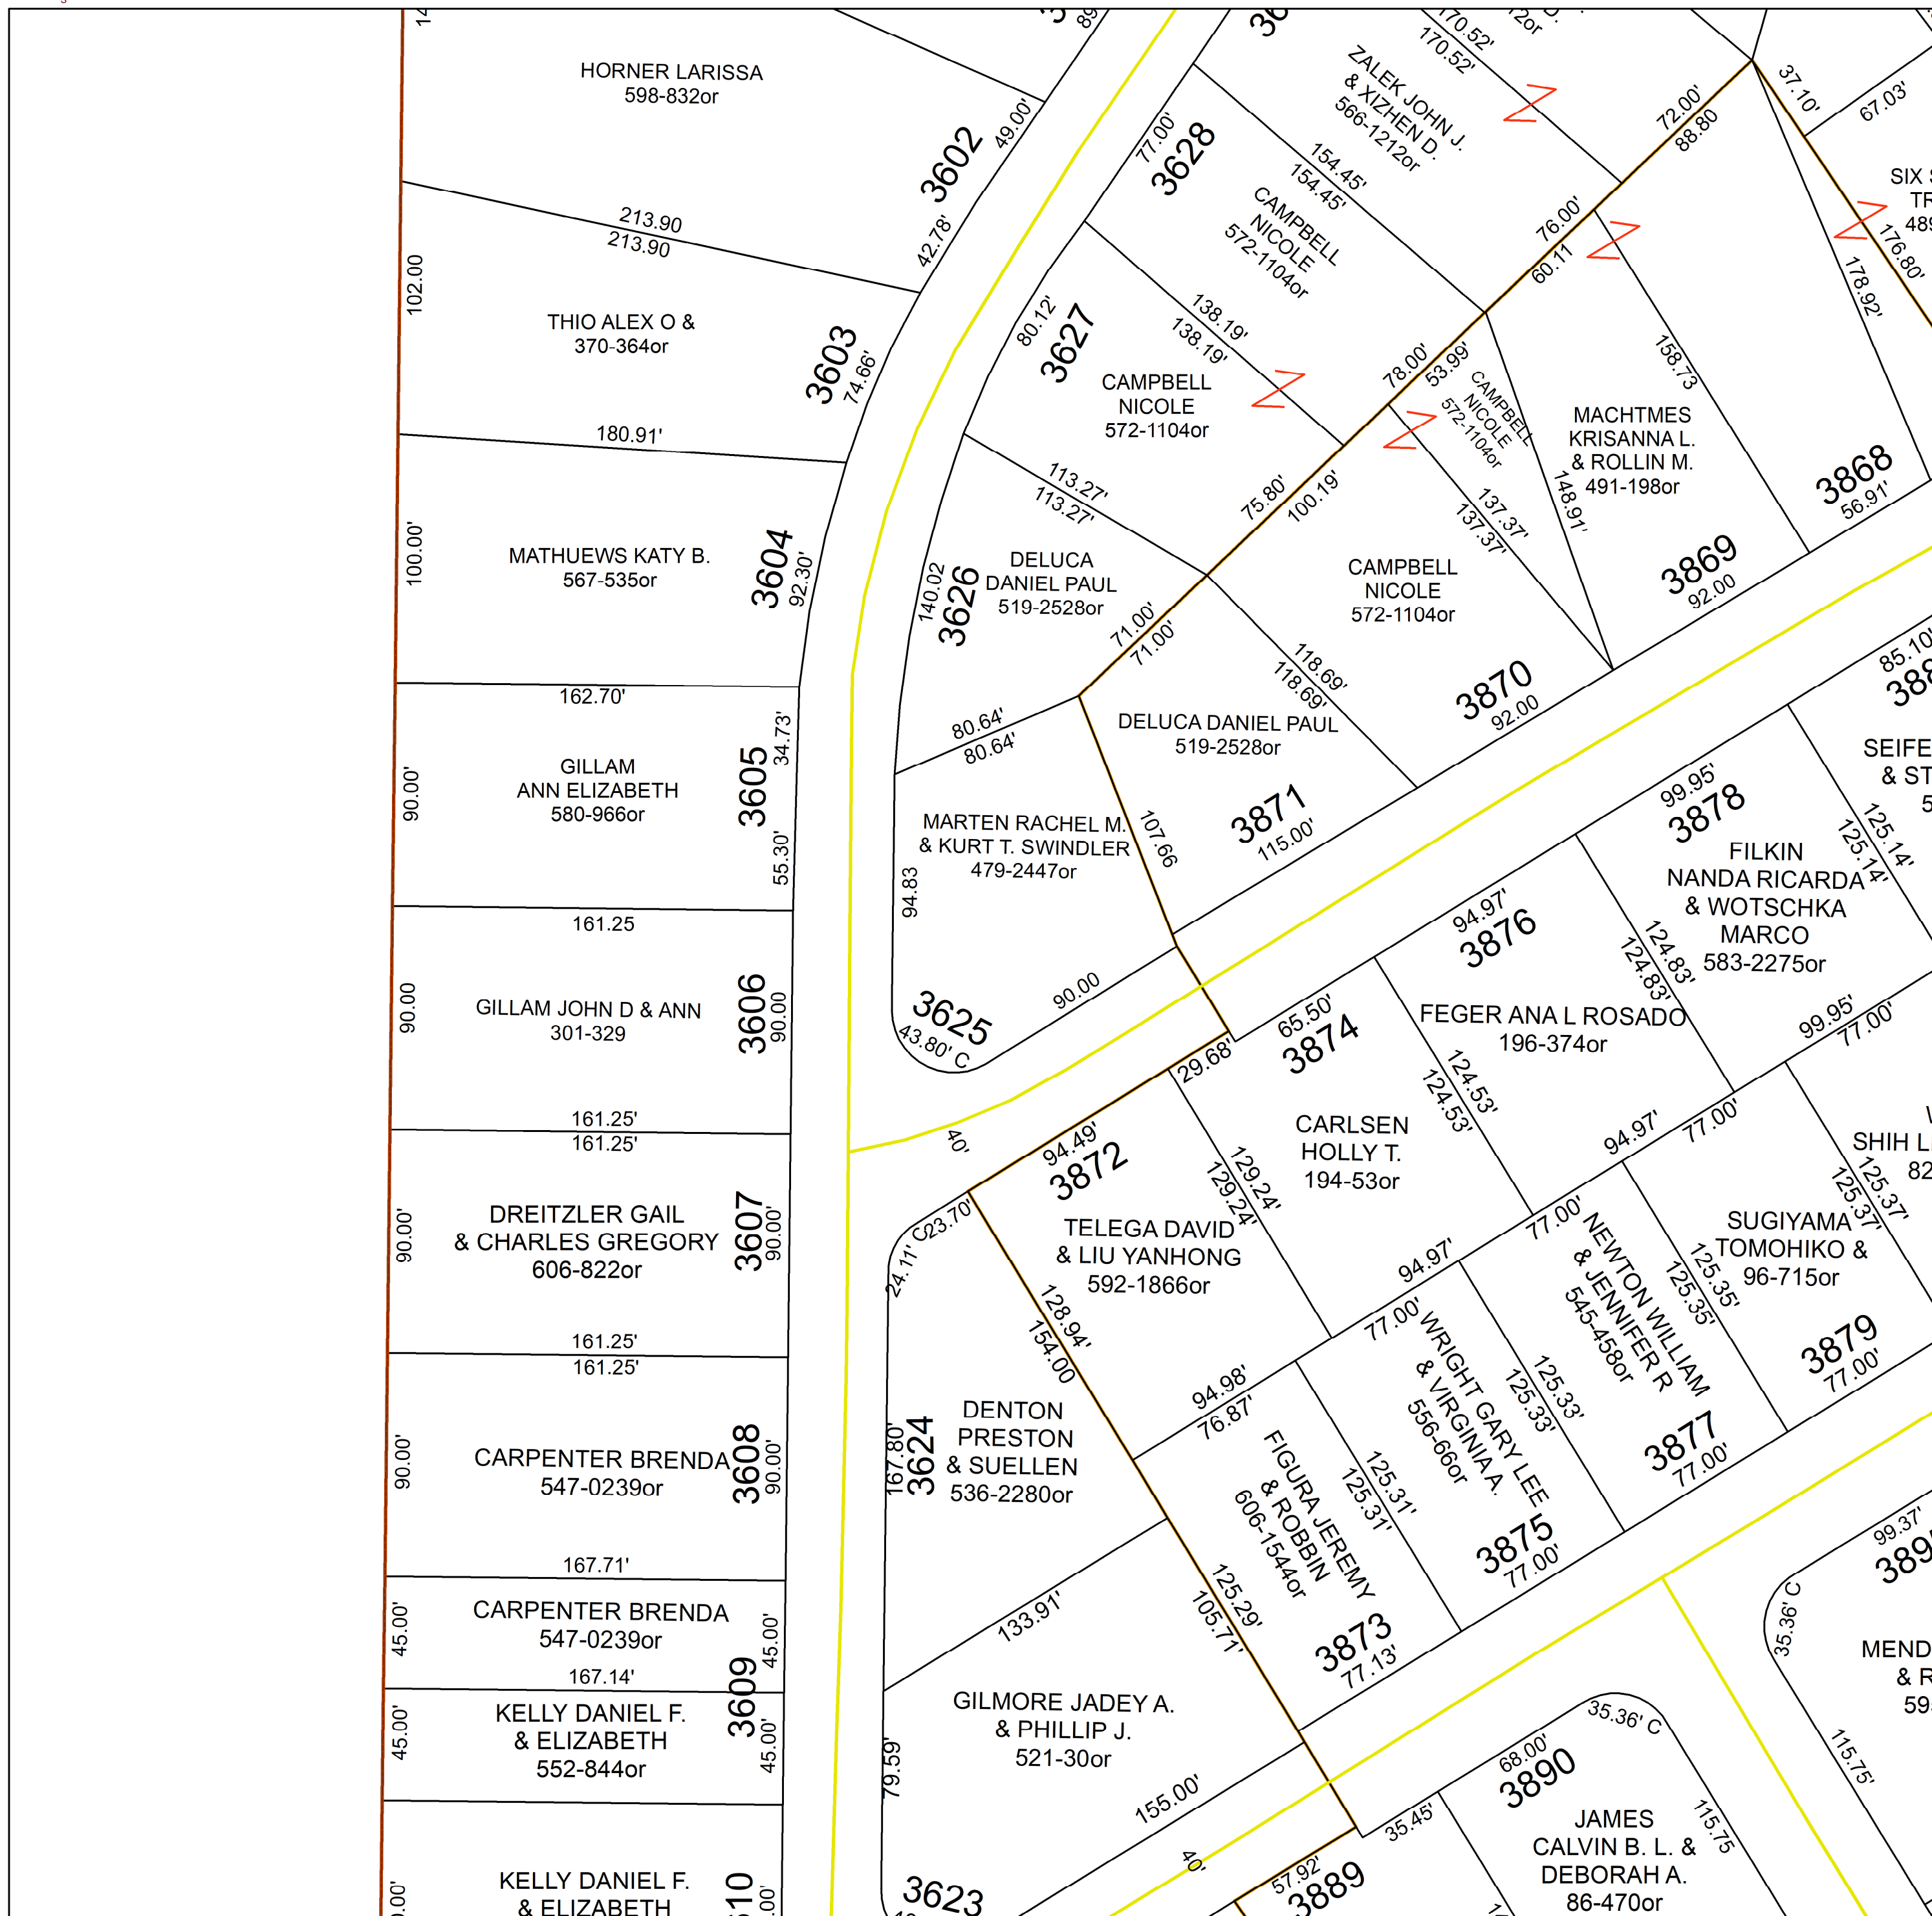 HORNER LARISSA
598-832or
3602
49.00'
42.78'
213.90
213.90
102.00
THIO ALEX O &
370-364or
3603
74.66'
180.91'
100.00'
MATHUEWS KATY B.
567-535or
3604
92.30'
162.70'
90.00'
GILLAM
ANN ELIZABETH
580-966or
3605
34.73'
55.30'
161.25
90.00
GILLAM JOHN D & ANN
301-329
3606
90.00
161.25'
161.25'
90.00'
DREITZLER GAIL
& CHARLES GREGORY
606-822or
3607
90.00'
161.25'
161.25'
90.00'
CARPENTER BRENDA
547-0239or
3608
90.00'
167.71'
45.00'
CARPENTER BRENDA
547-0239or
45.00'
167.14'
3609
45.00'
KELLY DANIEL F.
& ELIZABETH
552-844or
45.00'
KELLY DANIEL F.
& ELIZABETH
170.52'
170.52'
ZALEK JOHN J.
& XIZHEN D.
566-1212or
77.00'
3628
154.45'
154.45'
72.00'
88.80
37.10'
67.03'
176.80'
178.92'
CAMPBELL
NICOLE
572-1104or
76.00'
60.11
80.12'
3627
138.19'
138.19'
CAMPBELL
NICOLE
572-1104or
78.00'
53.99'
CAMPBELL
NICOLE
572-1104or
158.73
MACHTMES
KRISANNA L.
& ROLLIN M.
491-198or
148.91'
3868
56.91'
3869
92.00
113.27'
113.27'
75.80'
100.19'
137.37'
137.37'
140.02
3626
DELUCA
DANIEL PAUL
519-2528or
CAMPBELL
NICOLE
572-1104or
71.00'
71.00'
118.69'
118.69'
3870
92.00
80.64'
80.64'
DELUCA DANIEL PAUL
519-2528or
3871
115.00'
MARTEN RACHEL M.
& KURT T. SWINDLER
479-2447or
107.66
94.83
3625
43.80' C
90.00
85.10'
99.95'
3878
FILKIN
NANDA RICARDA
& WOTSCHKA
MARCO
583-2275or
125.14'
125.14'
94.97'
3876
124.83'
124.83'
FEGER ANA L ROSADO
196-374or
99.95'
77.00'
65.50'
3874
29.68'
124.53'
124.53'
CARLSEN
HOLLY T.
194-53or
94.97'
77.00'
40'
94.49'
3872
129.24'
129.24'
TELEGA DAVID
& LIU YANHONG
592-1866or
23.70'
24.11' C
128.94'
154.00
94.97'
77.00'
77.00'
NEWTON WILLIAM
& JENNIFER R
545-458or
SUGIYAMA
TOMOHIKO &
96-715or
125.37'
125.37'
125.35'
125.35'
3879
77.00'
WRIGHT GARY LEE
& VIRGINIA A.
556-66or
125.33'
125.33'
3877
77.00'
94.98'
76.87'
FIGURA JEREMY
& ROBBIN
606-1544or
125.31'
125.31'
3875
77.00'
167.80'
3624
DENTON
PRESTON
& SUELLEN
536-2280or
125.29'
105.71'
3873
77.13'
133.91'
GILMORE JADEY A.
& PHILLIP J.
521-30or
79.59'
155.00'
3623
40'
57.92'
3889
35.45'
68.00'
3890
35.36' C
JAMES
CALVIN B. L. &
DEBORAH A.
86-470or
115.75
99.37'
35.36' C
115.75'